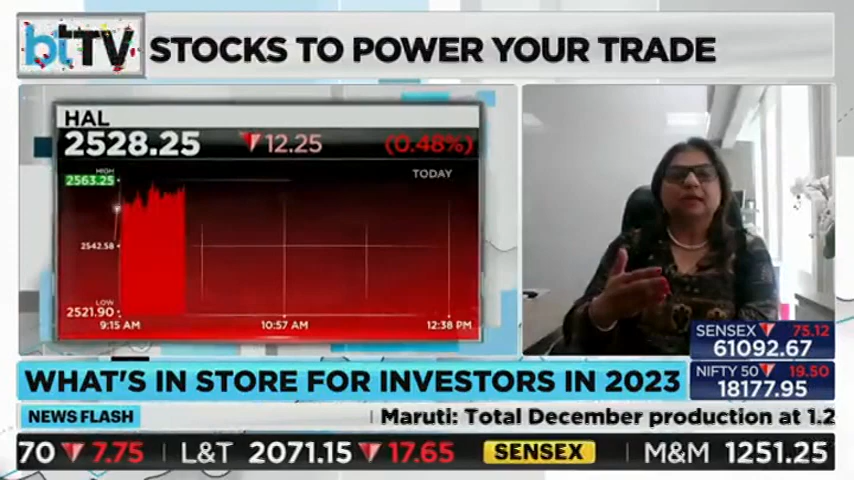 btTV STOCKS TO POWER YOUR TRADE
HAL
2528.25 12.25 (0.48%)
TODAY
HIGH
2563.25
2542.58
LOW
2521.90
9:15 AM 10:57 AM 12:38 PM
SENSEX 75.12
61092.67
NIFTY 50 19.50
18177.95
WHAT'S IN STORE FOR INVESTORS IN 2023
NEWS FLASH Maruti: Total December production at 1.2
70 7.75 L&T 2071.15 17.65 SENSEX M&M 1251.25